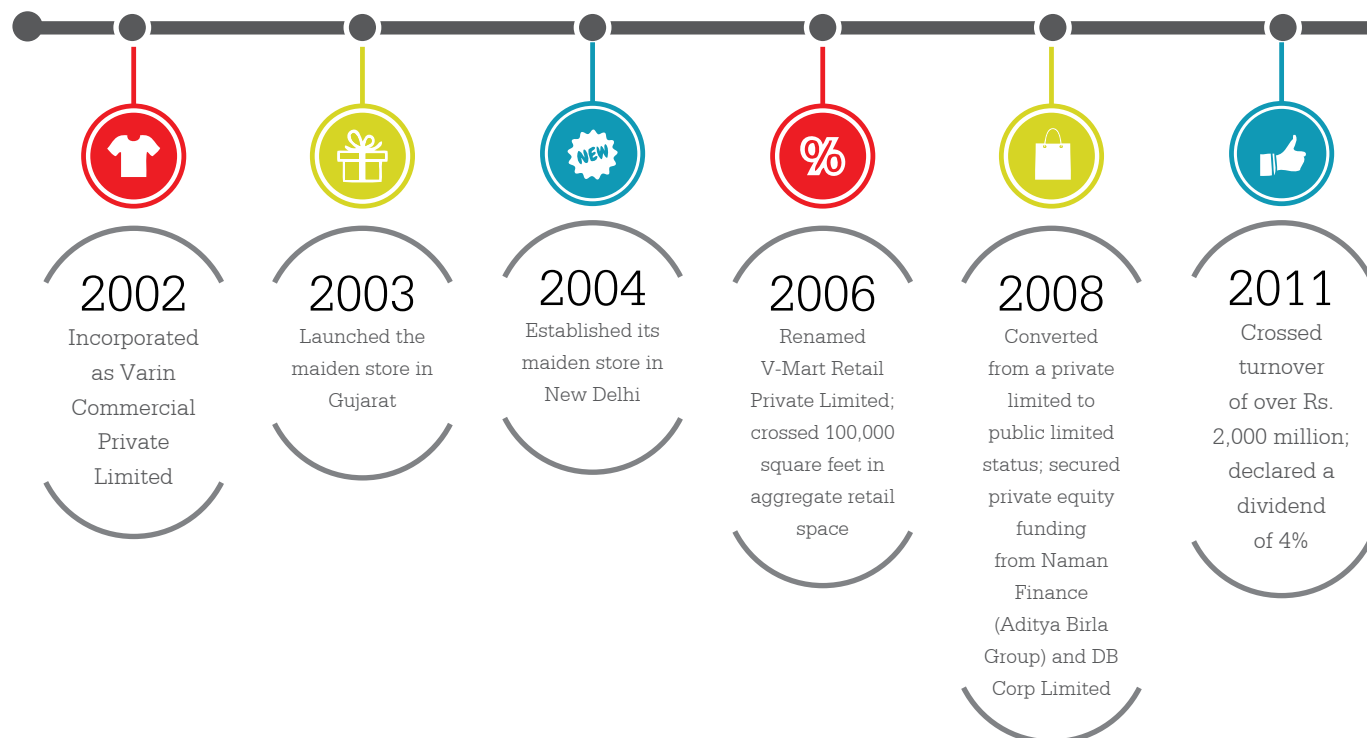 NEW
%
2002
Incorporated
as Varin
Commercial
Private
Limited
2003
Launched the
maiden store in
Gujarat
2004
Established its
maiden store in
New Delhi
2006
Renamed
V-Mart Retail
Private Limited;
crossed 100,000
square feet in
aggregate retail
space
2008
Converted
from a private
limited to
public limited
status; secured
private equity
funding
from Naman
Finance
(Aditya Birla
Group) and DB
Corp Limited
2011
Crossed
turnover
of over Rs.
2,000 million;
declared a
dividend
of 4%